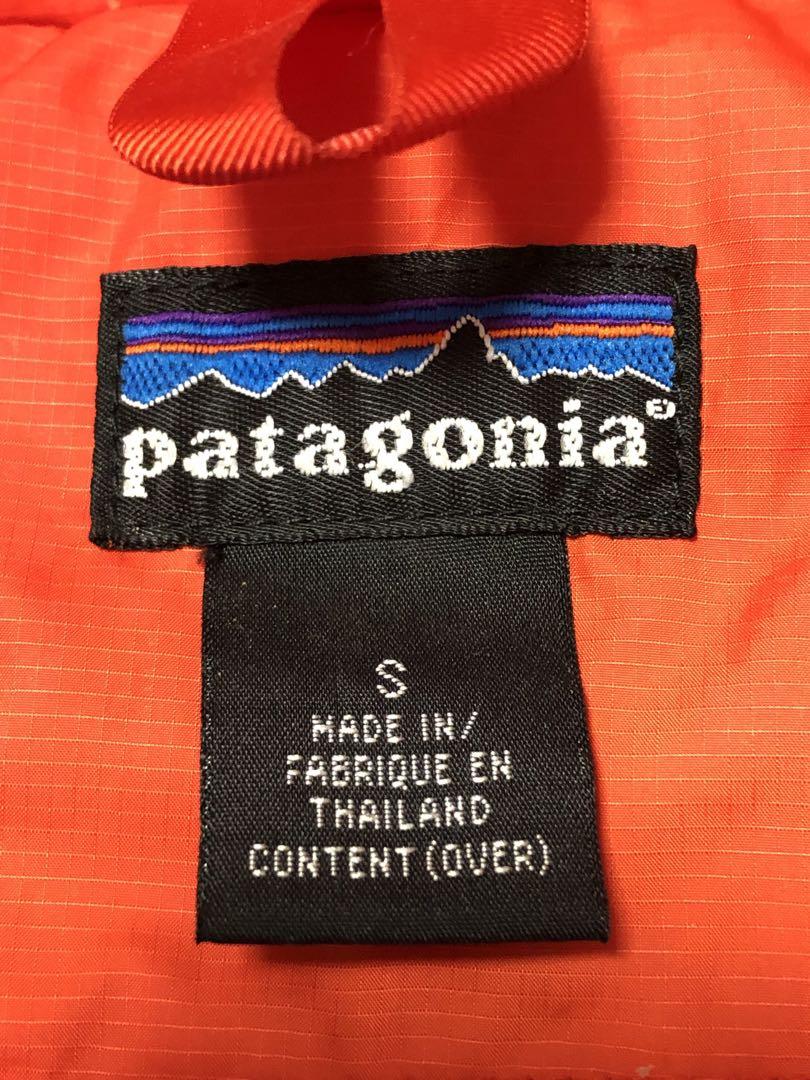 patagonia®
S
MADE IN/
FABRIQUE EN
THAILAND
CONTENT (OVER)